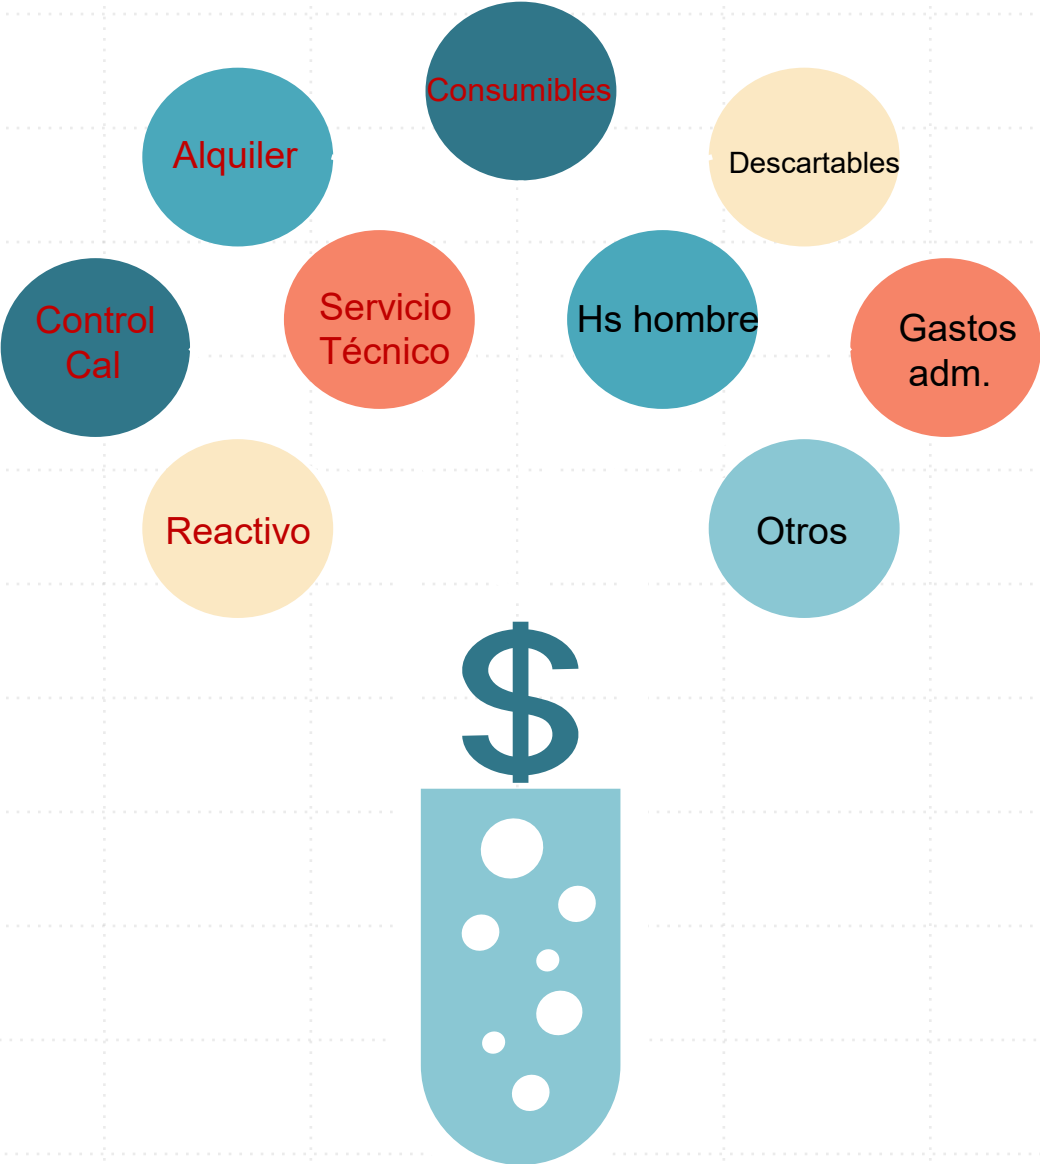 Consumibles
Alquiler
Descartables
Servicio
Técnico
Hs hombre
Control
Cal
Gastos
adm.
Reactivo
Otros
$